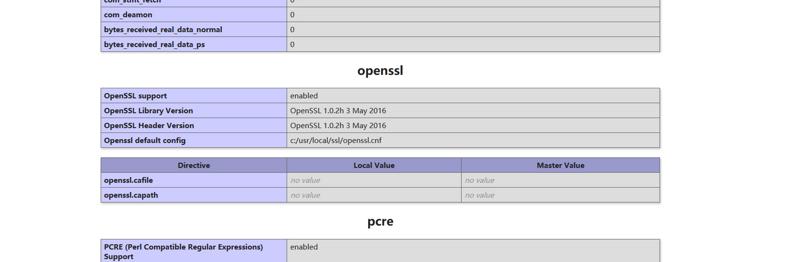 com_stmt_fetch 0
com_deamon 0
bytes_received_real_data_normal 0
bytes_received_real_data_ps 0
openssl
OpenSSL support enabled
OpenSSL Library Version OpenSSL 1.0.2h 3 May 2016
OpenSSL Header Version OpenSSL 1.0.2h 3 May 2016
Openssl default config c:/usr/local/ssl/openssl.cnf
Directive Local Value Master Value
openssl.cafile no value no value
openssl.capath no value no value
pcre
PCRE (Perl Compatible Regular Expressions) enabled
Support